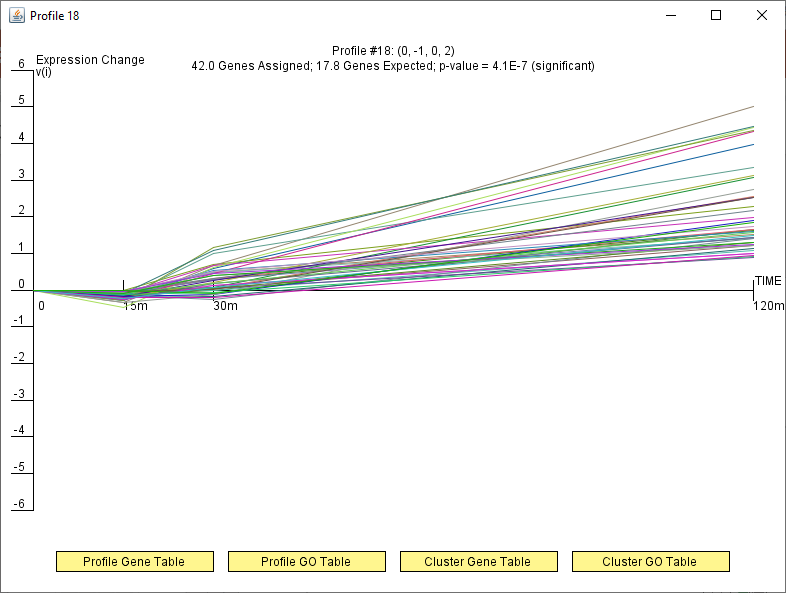 Profile 18
Profile #18: (0, -1, 0, 2)
42.0 Genes Assigned; 17.8 Genes Expected; p-value = 4.1E-7 (significant)
Expression Change
v(i)
6
5
4
3
2
1
0
-1
-2
-3
-4
-5
-6
TIME
0
15m
30m
120m
Profile Gene Table
Profile GO Table
Cluster Gene Table
Cluster GO Table